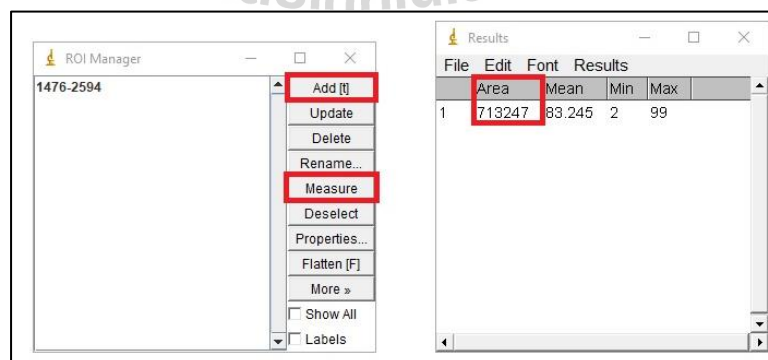 ROI Manager
1476-2594
Add [t]
Update
Delete
Rename...
Measure
Deselect
Properties...
Flatten [F]
More »
Show All
Labels
Results
File Edit Font Results
Area Mean Min Max
1 713247 83.245 2 99